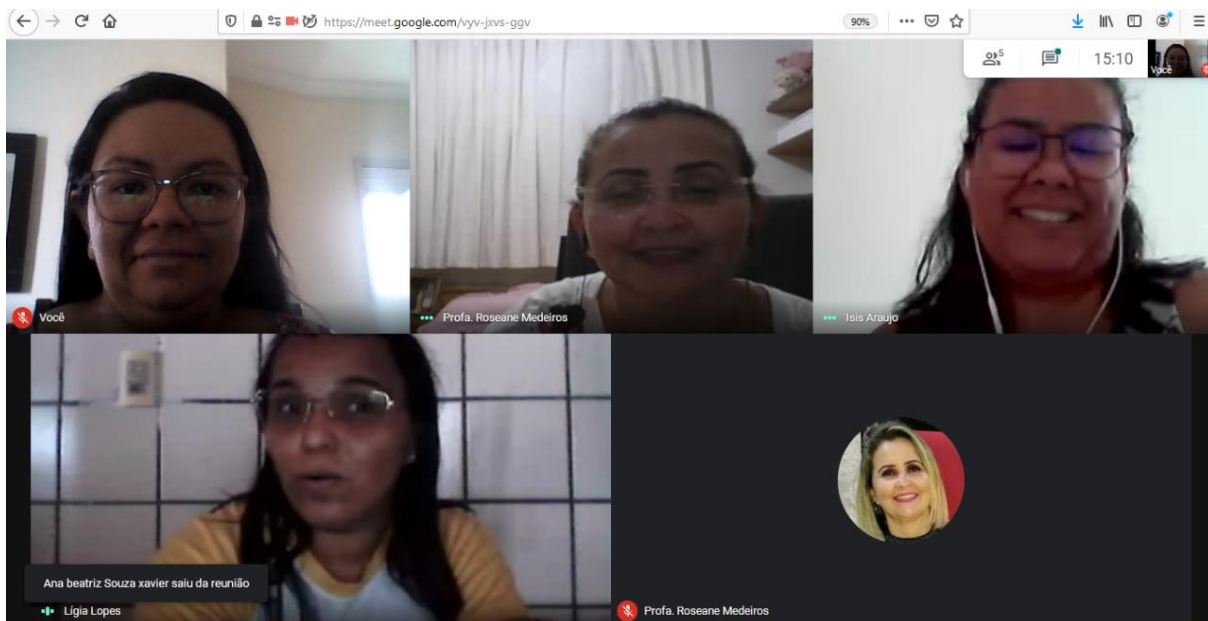 https://meet.google.com/vyv-jxvs-ggv
90%
5
15:10
Você
Você
Profa. Roseane Medeiros
Isis Araujo
Ana beatriz Souza xavier saiu da reunião
Lígia Lopes
Profa. Roseane Medeiros